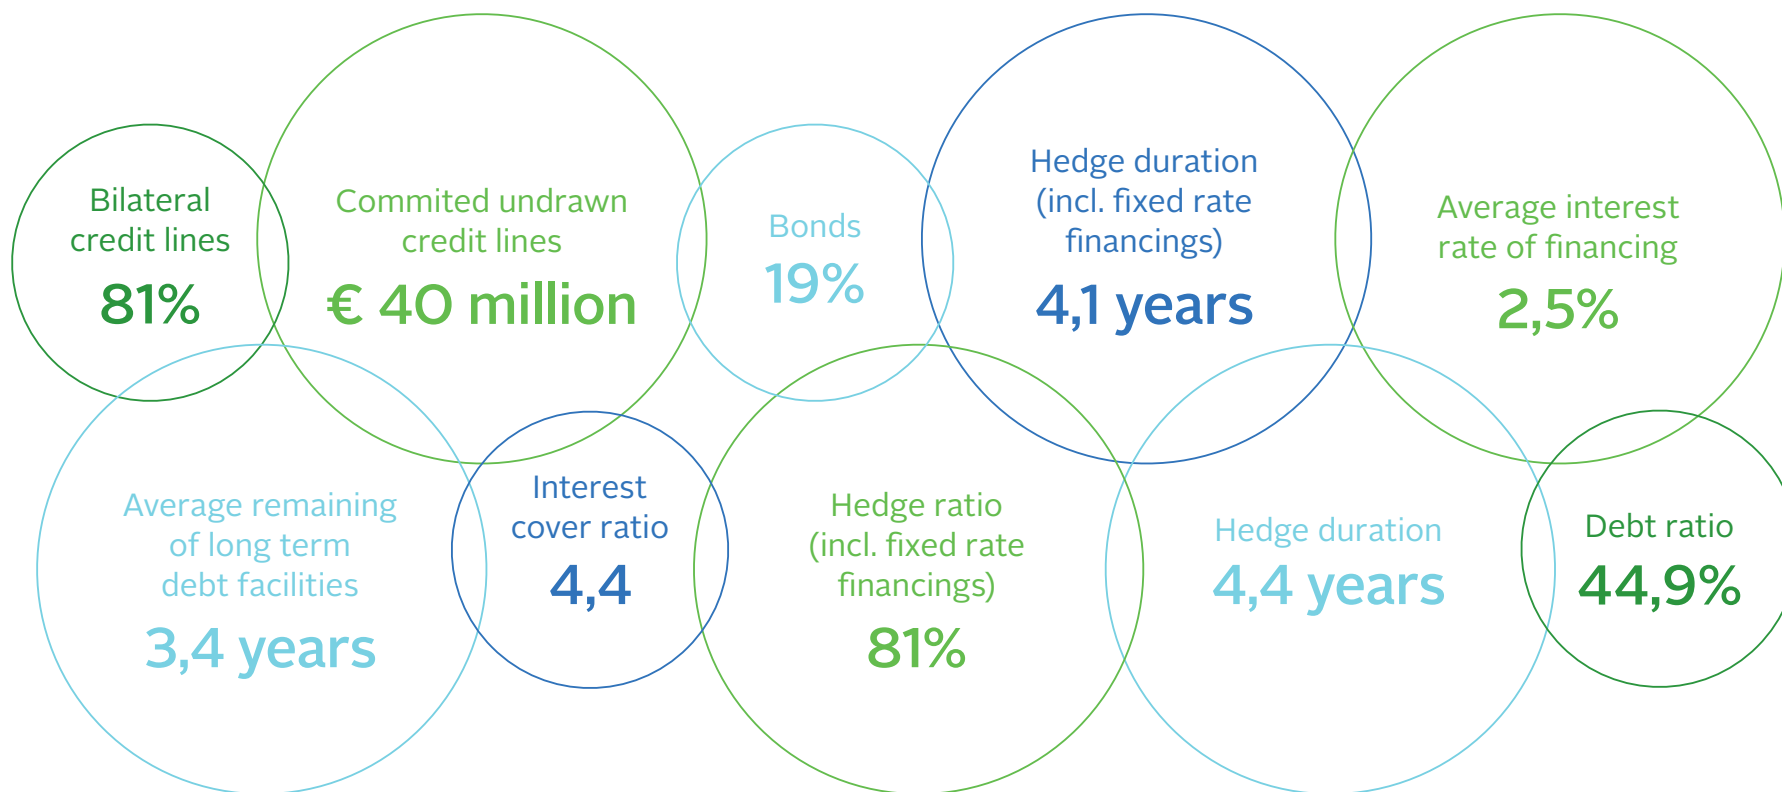 Bilateral
credit lines
81%
Commited undrawn
credit lines
€ 40 million
Bonds
19%
Hedge duration
(incl. fixed rate
financings)
4,1 years
Average interest
rate of financing
2,5%
Average remaining
of long term
debt facilities
3,4 years
Interest
cover ratio
4,4
Hedge ratio
(incl. fixed rate
financings)
81%
Hedge duration
4,4 years
Debt ratio
44,9%